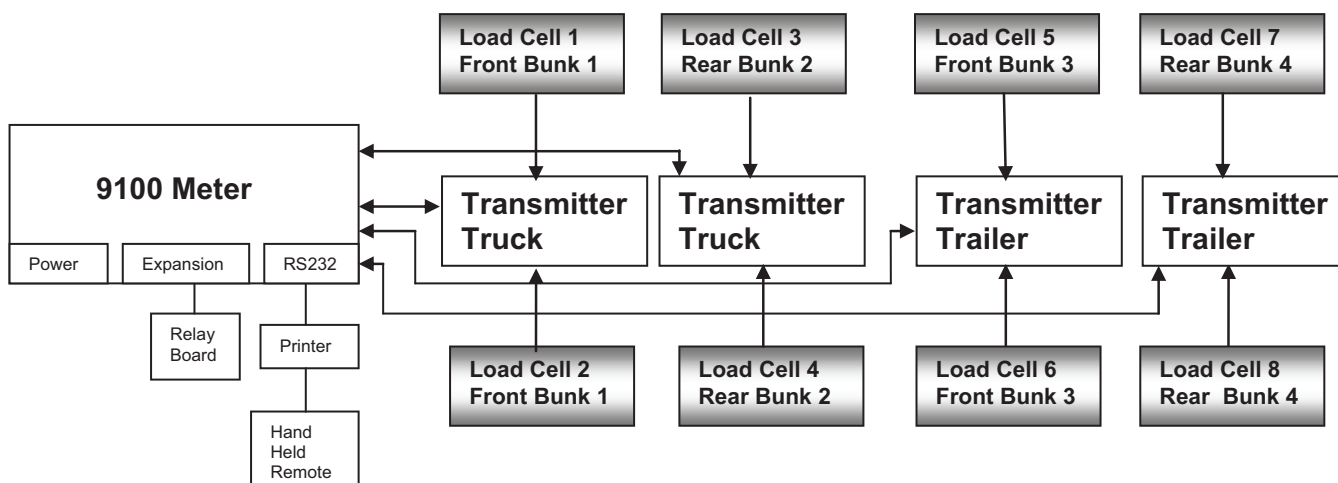 Load Cell 1
Front Bunk 1
Load Cell 3
Rear Bunk 2
Load Cell 5
Front Bunk 3
Load Cell 7
Rear Bunk 4
9100 Meter
Power
Expansion
RS232
Transmitter
Truck
Transmitter
Truck
Transmitter
Trailer
Transmitter
Trailer
Relay
Board
Printer
Hand
Held
Remote
Load Cell 2
Front Bunk 1
Load Cell 4
Rear Bunk 2
Load Cell 6
Front Bunk 3
Load Cell 8
Rear Bunk 4